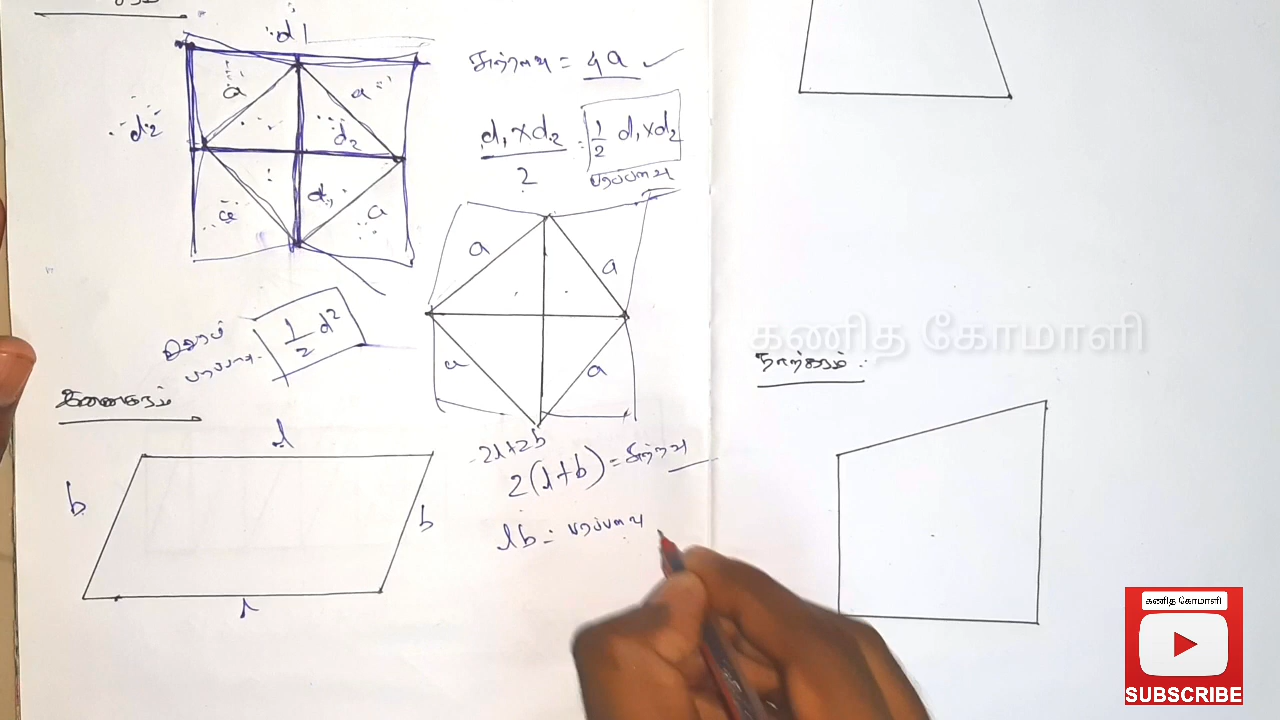 d1
சுற்றளவு = 4a
a
a
d2
d1 x d2 / 2 = 1/2 d1 x d2
பரப்பளவு
d2
d1
a
a
a
a
a
a
1/2 d²
கணித கோமாளி
நாற்கரம் :
இணைகரம்
l
2l+2b
2(l+b) = சுற்றளவு
b
b
lb = பரப்பளவு
l
கணித கோமாளி
SUBSCRIBE